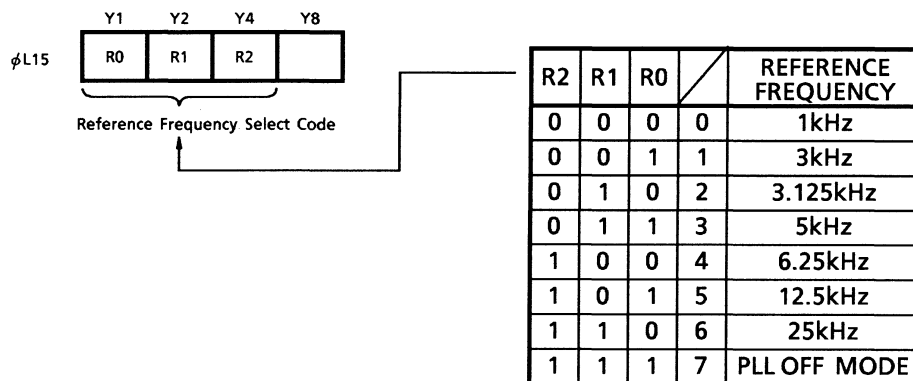 Y1 Y2 Y4 Y8
ϕL15 R0 R1 R2
Reference Frequency Select Code
R2 R1 R0 REFERENCE FREQUENCY
0 0 0 0 1kHz
0 0 1 1 3kHz
0 1 0 2 3.125kHz
0 1 1 3 5kHz
1 0 0 4 6.25kHz
1 0 1 5 12.5kHz
1 1 0 6 25kHz
1 1 1 7 PLL OFF MODE